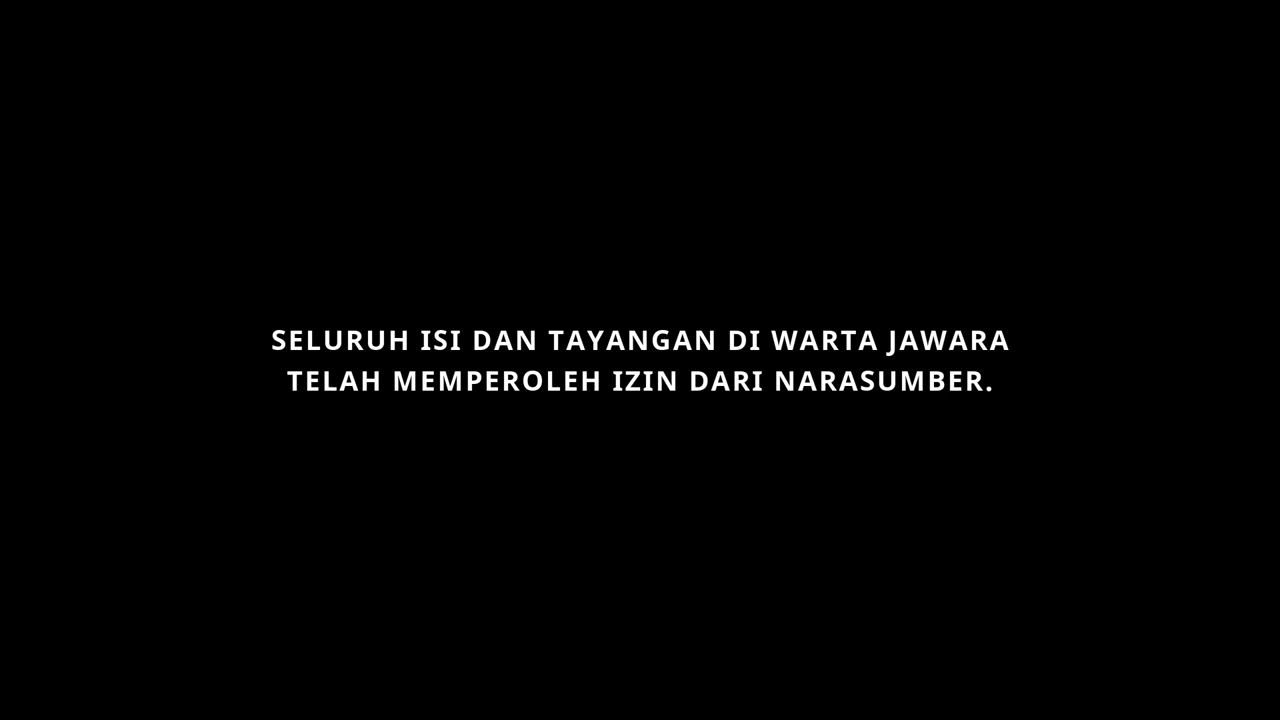 SELURUH ISI DAN TAYANGAN DI WARTA JAWARA
TELAH MEMPEROLEH IZIN DARI NARASUMBER.